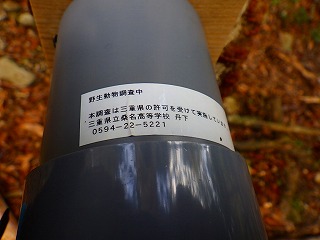 野生動物調査中
本調査は三重県の許可を受けて実施してい
三重県立桑名高等学校 丹下
0594-22-5221